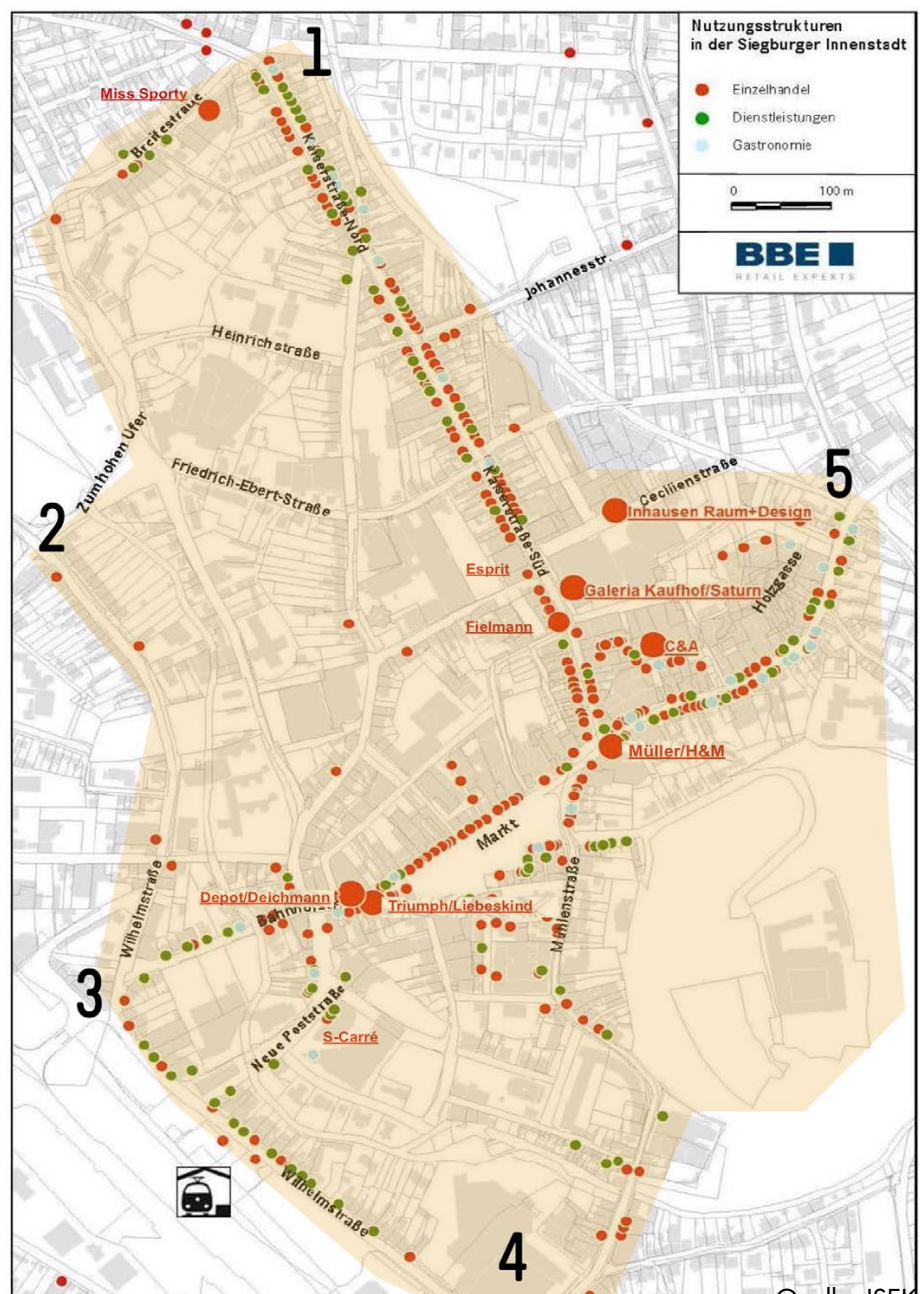 Nutzungsstrukturen
in der Siegburger Innenstadt
Einzelhandel
Dienstleistungen
Gastronomie
0 100 m
BBE
RETAIL EXPERTS
1
Miss Sporty
Breitestraße
Kaiserstraße-Nord
Johannesstr.
Heinrichstraße
Zumhohen Ufer
Friedrich-Ebert-Straße
2
Cecilienstraße
5
Inhausen Raum+Design
Kaiserstraße-Süd
Esprit
Galeria Kaufhof/Saturn
Holzgasse
Fielmann
C&A
Müller/H&M
Markt
Mühlenstraße
Wilhelmstraße
Depot/Deichmann
Triumph/Liebeskind
3
Neue Poststraße
S-Carré
Wilhelmstraße
4